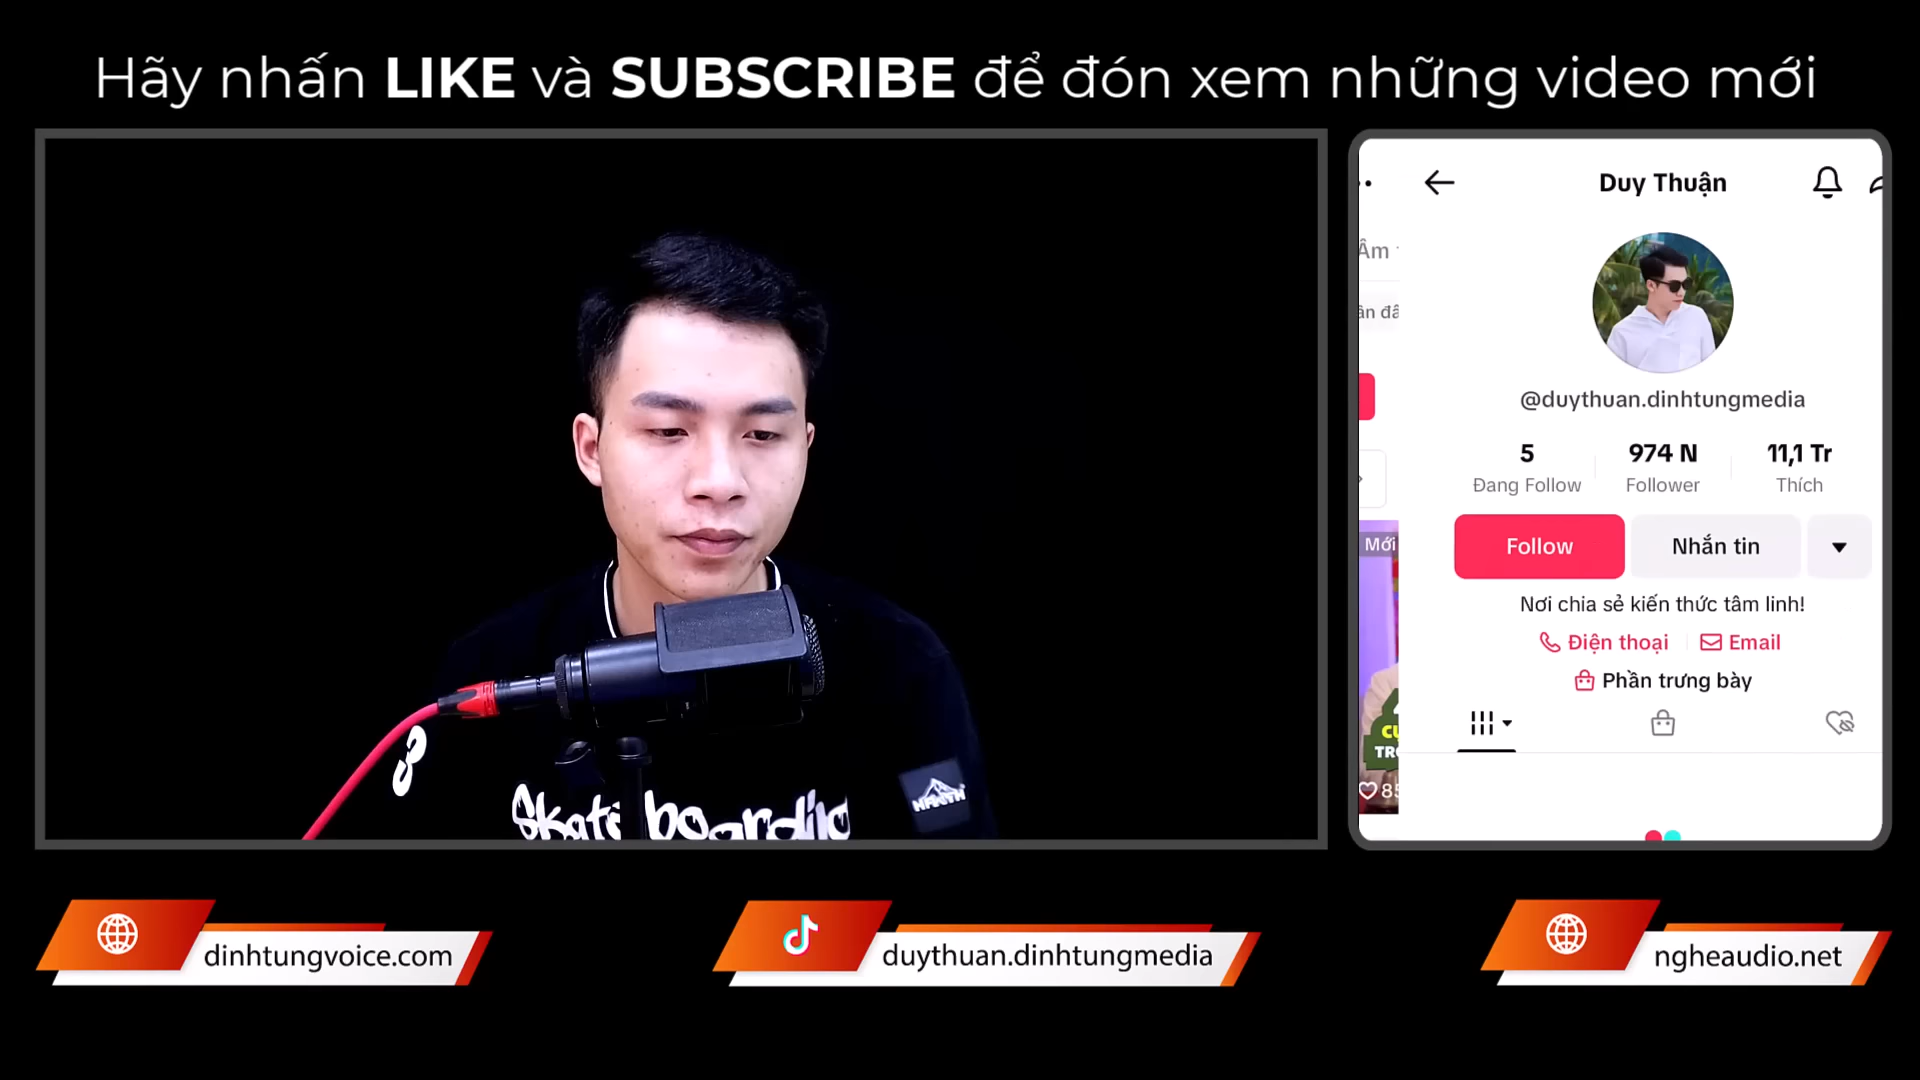 Hãy nhấn LIKE và SUBSCRIBE để đón xem những video mới
Duy Thuận
Âm
@duythuan.dinhtungmedia
5
974 N
11,1 Tr
Đang Follow
Follower
Thích
Follow
Nhắn tin
Mới
Nơi chia sẻ kiến thức tâm linh!
Điện thoại
Email
Phần trưng bày
Skateboarding
dinhtungvoice.com
duythuan.dinhtungmedia
ngheaudio.net